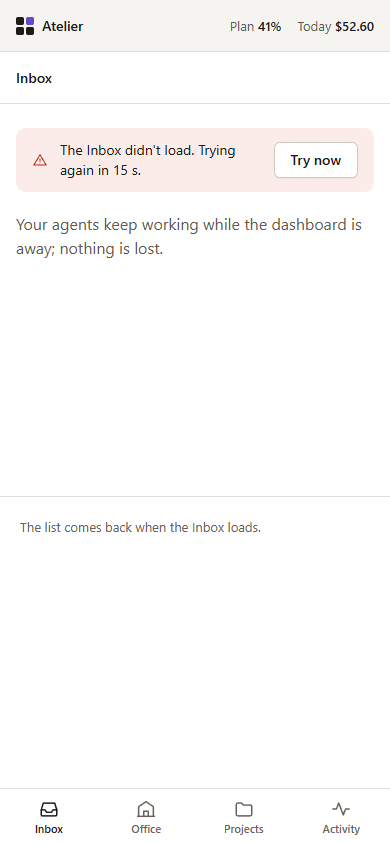 Atelier
Plan 41% Today $52.60
Inbox
The Inbox didn't load. Trying
again in 15 s.
Try now
Your agents keep working while the dashboard is
away; nothing is lost.
The list comes back when the Inbox loads.
Inbox
Office
Projects
Activity